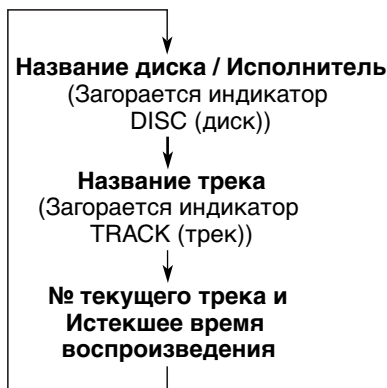 Название диска / Исполнитель
(Загорается индикатор
DISC (диск))
Название трека
(Загорается индикатор
TRACK (трек))
№ текущего трека и
Истекшее время
воспроизведения